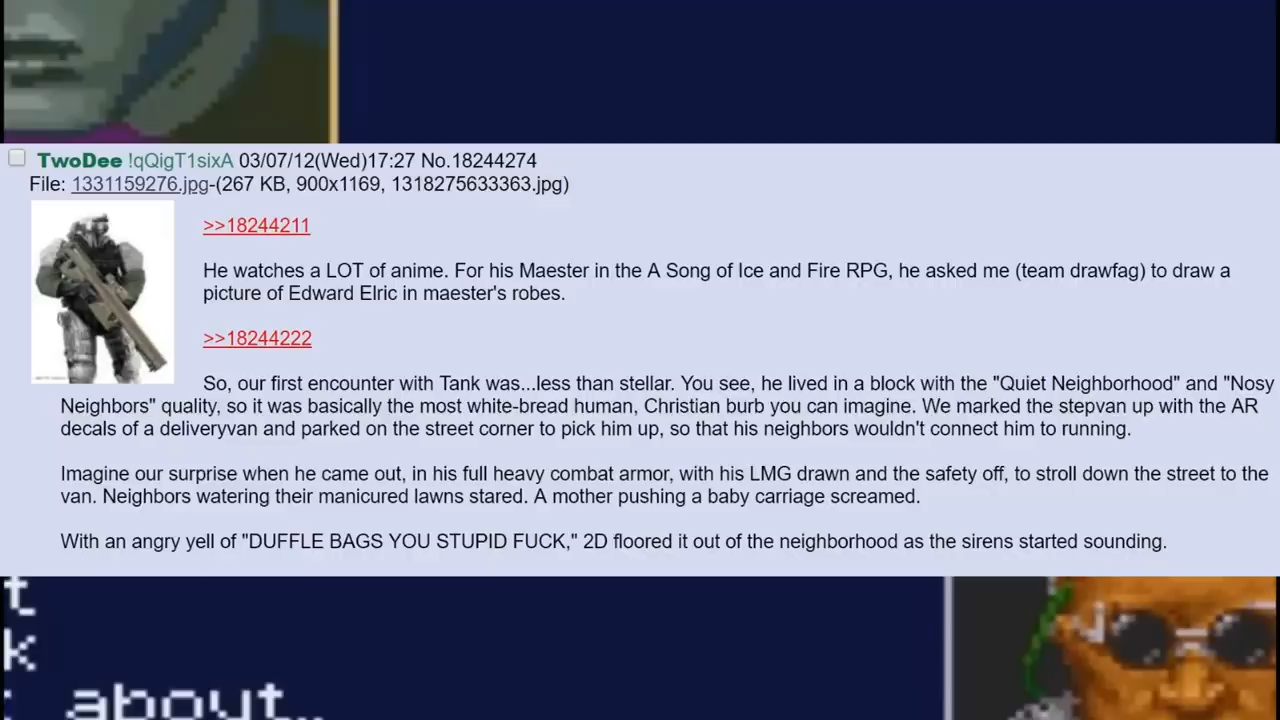 TwoDee !qQigT1sixA 03/07/12(Wed)17:27 No.18244274
File: 1331159276.jpg-(267 KB, 900x1169, 1318275633363.jpg)
>>18244211
He watches a LOT of anime. For his Maester in the A Song of Ice and Fire RPG, he asked me (team drawfag) to draw a
picture of Edward Elric in maester's robes.
>>18244222
So, our first encounter with Tank was...less than stellar. You see, he lived in a block with the "Quiet Neighborhood" and "Nosy
Neighbors" quality, so it was basically the most white-bread human, Christian burb you can imagine. We marked the stepvan up with the AR
decals of a deliveryvan and parked on the street corner to pick him up, so that his neighbors wouldn't connect him to running.
Imagine our surprise when he came out, in his full heavy combat armor, with his LMG drawn and the safety off, to stroll down the street to the
van. Neighbors watering their manicured lawns stared. A mother pushing a baby carriage screamed.
With an angry yell of "DUFFLE BAGS YOU STUPID FUCK," 2D floored it out of the neighborhood as the sirens started sounding.
t
k
about..